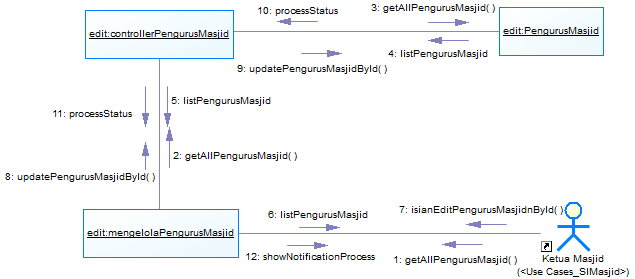 10: processStatus
3: getAllPengurusMasjid( )
edit:controllerPengurusMasjid
edit:PengurusMasjid
4: listPengurusMasjid
9: updatePengurusMasjidById( )
5: listPengurusMasjid
11: processStatus
2: getAllPengurusMasjid( )
8: updatePengurusMasjidById( )
6: listPengurusMasjid
7: isianEditPengurusMasjidnById( )
edit:mengelolaPengurusMasjid
12: showNotificationProcess
1: getAllPengurusMasjid( )
Ketua Masjid
(<Use Cases_SIMasjid>)